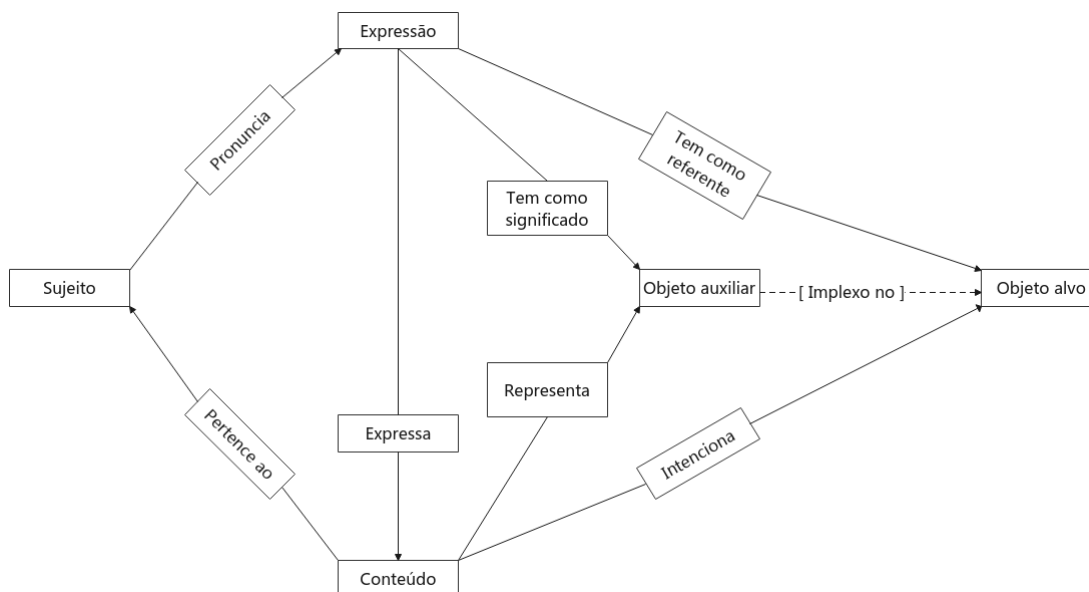 Expressão
Pronuncia
Tem como
referente
Tem como
significado
Sujeito
Objeto auxiliar
[ Implexo no ]
Objeto alvo
Representa
Pertence ao
Expressa
Intenciona
Conteúdo